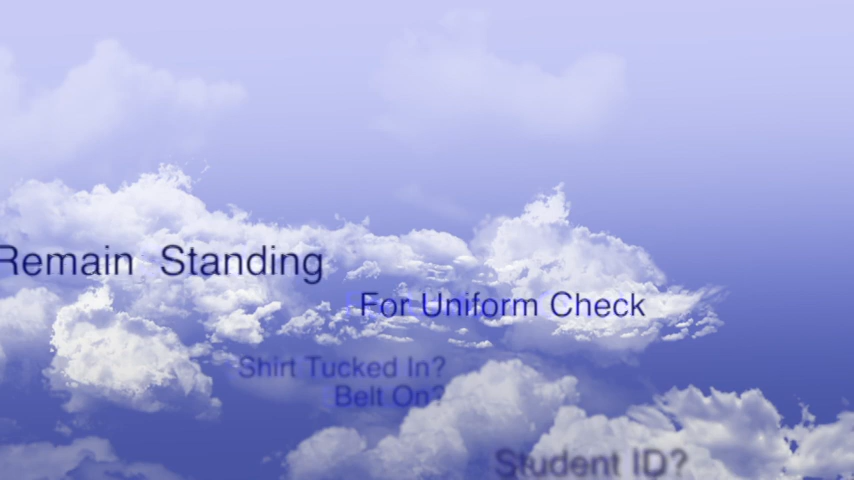 Remain Standing
For Uniform Check
Shirt Tucked In?
Belt On?
Student ID?